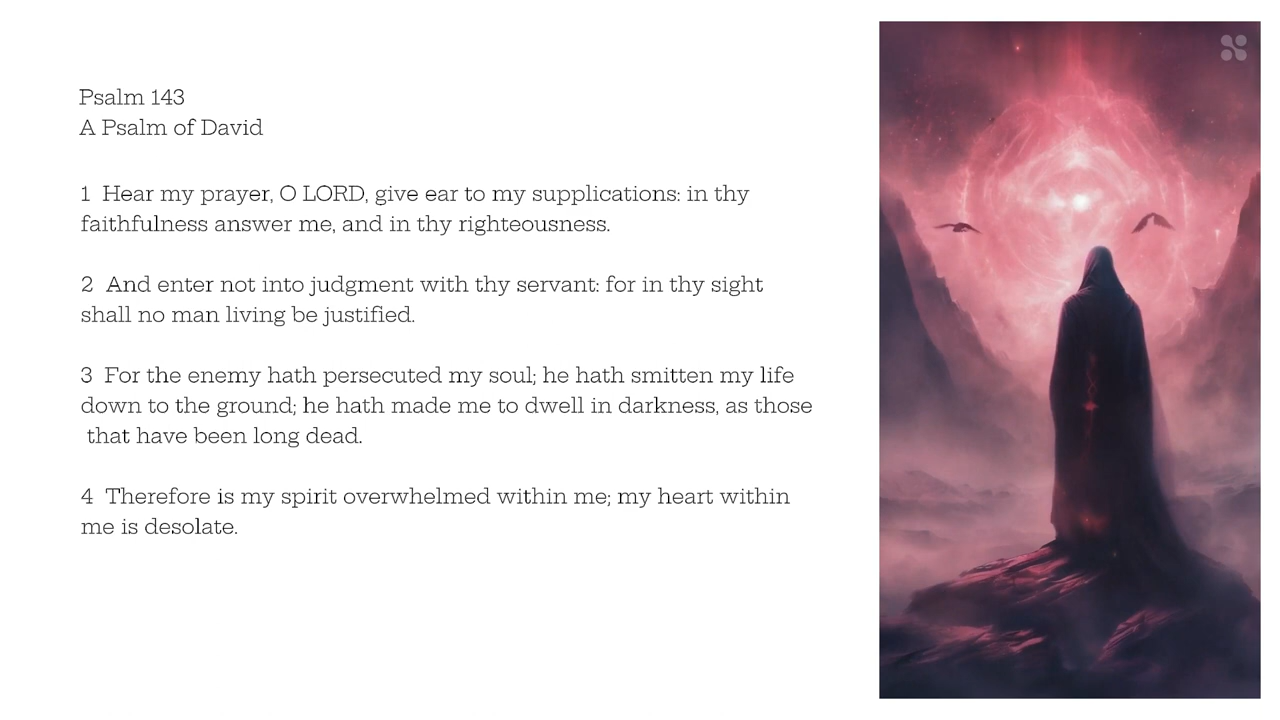 Psalm 143
A Psalm of David
1 Hear my prayer, O LORD, give ear to my supplications: in thy
faithfulness answer me, and in thy righteousness.
2 And enter not into judgment with thy servant: for in thy sight
shall no man living be justified.
3 For the enemy hath persecuted my soul; he hath smitten my life
down to the ground; he hath made me to dwell in darkness, as those
that have been long dead.
4 Therefore is my spirit overwhelmed within me; my heart within
me is desolate.